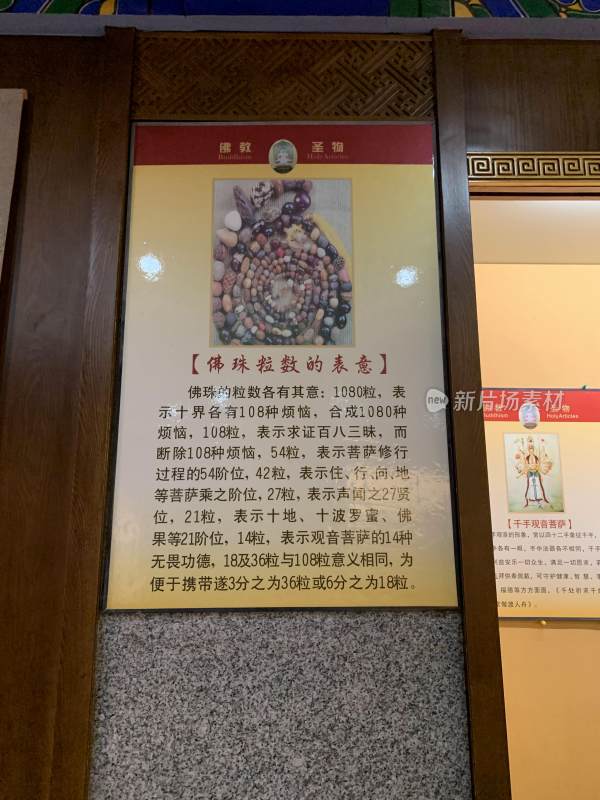 佛教 圣物
Buddhism Holy Articles
【佛珠粒数的表意】
佛珠的粒数各有其意：1080粒，表
示十界各有108种烦恼，合成1080种
烦恼，108粒，表示求证百八三昧，而
断除108种烦恼，54粒，表示菩萨修行
过程的54阶位，42粒，表示住、行、向、地
等菩萨乘之阶位，27粒，表示声闻之27贤
位，21粒，表示十地、十波罗蜜、佛
果等21阶位，14粒，表示观音菩萨的14种
无畏功德，18及36粒与108粒意义相同，为
便于携带遂3分之为36粒或6分之为18粒。
new 新片场素材
圣物
Holy Articles
【千手观音菩萨】